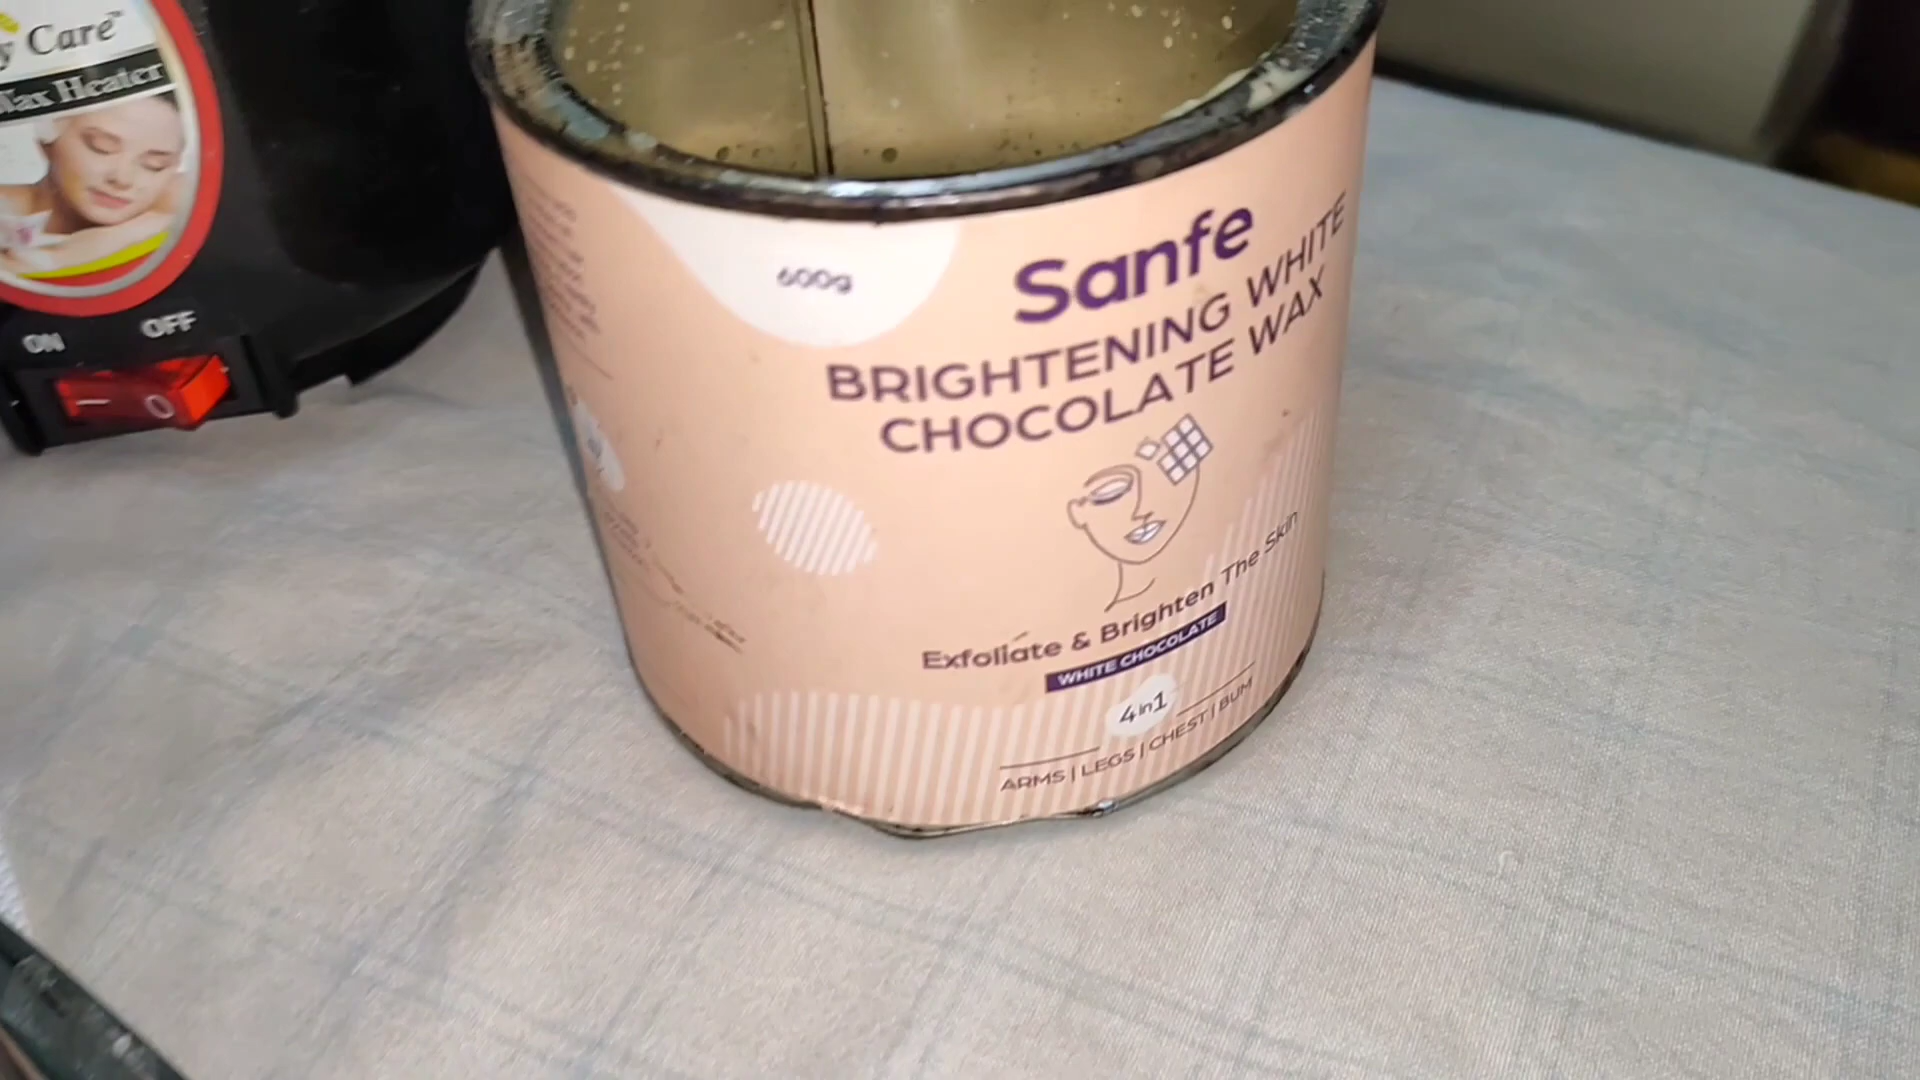 y Care™
Wax Heater
ON OFF
600g
Sanfe
BRIGHTENING WHITE
CHOCOLATE WAX
Exfoliate & Brighten The Skin
WHITE CHOCOLATE
4in1
ARMS | LEGS | CHEST | BUM